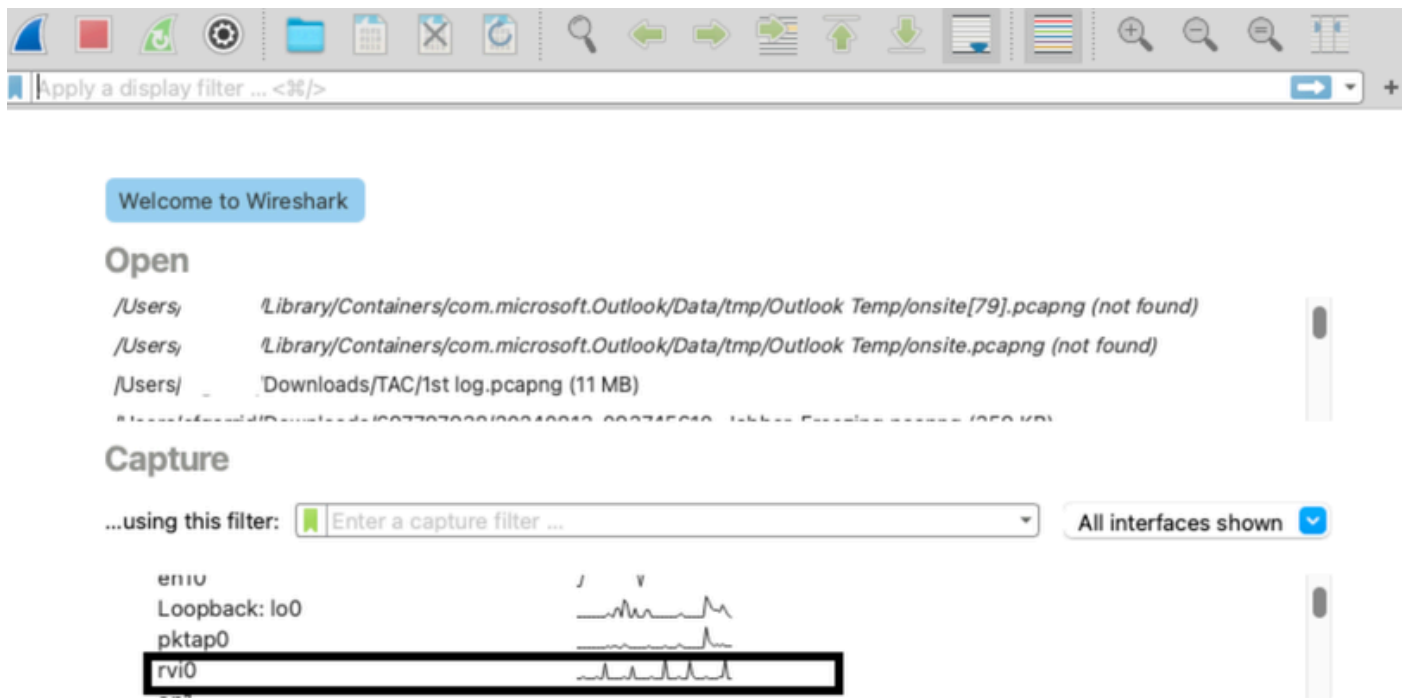 Apply a display filter ... <⌘/>
+
Welcome to Wireshark
Open
/Users/ /Library/Containers/com.microsoft.Outlook/Data/tmp/Outlook Temp/onsite[79].pcapng (not found)
/Users/ /Library/Containers/com.microsoft.Outlook/Data/tmp/Outlook Temp/onsite.pcapng (not found)
/Users/ /Downloads/TAC/1st log.pcapng (11 MB)
Capture
...using this filter: Enter a capture filter ... All interfaces shown
Loopback: lo0
pktap0
rvi0